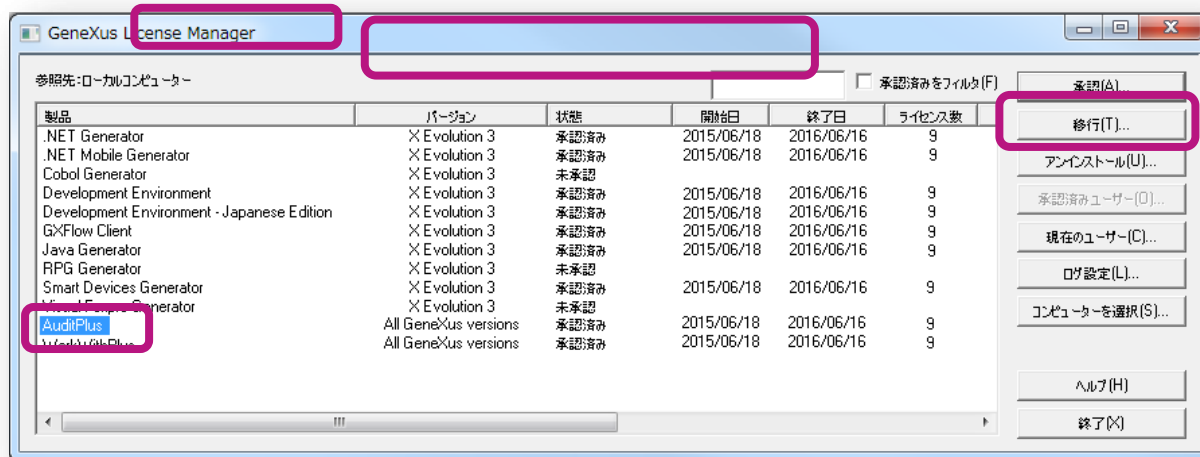 GeneXus License Manager
参照先:ローカルコンピューター
承認済みをフィルタ(F)
承認(A)...
製品 バージョン 状態 開始日 終了日 ライセンス数
移行(T)...
.NET Generator X Evolution 3 承認済み 2015/06/18 2016/06/16 9
.NET Mobile Generator X Evolution 3 承認済み 2015/06/18 2016/06/16 9
アンインストール(U)...
Cobol Generator X Evolution 3 未承認
Development Environment X Evolution 3 承認済み 2015/06/18 2016/06/16 9
承認済みユーザー(O)...
Development Environment - Japanese Edition X Evolution 3 承認済み 2015/06/18 2016/06/16 9
GXFlow Client X Evolution 3 承認済み 2015/06/18 2016/06/16 9
現在のユーザー(C)...
Java Generator X Evolution 3 承認済み 2015/06/18 2016/06/16 9
RPG Generator X Evolution 3 未承認
ログ設定(L)...
Smart Devices Generator X Evolution 3 承認済み 2015/06/18 2016/06/16 9
Visual Foxpro Generator X Evolution 3 未承認
コンピューターを選択(S)...
AuditPlus All GeneXus versions 承認済み 2015/06/18 2016/06/16 9
WorkWithPlus All GeneXus versions 承認済み 2015/06/18 2016/06/16 9
ヘルプ(H)
終了(X)